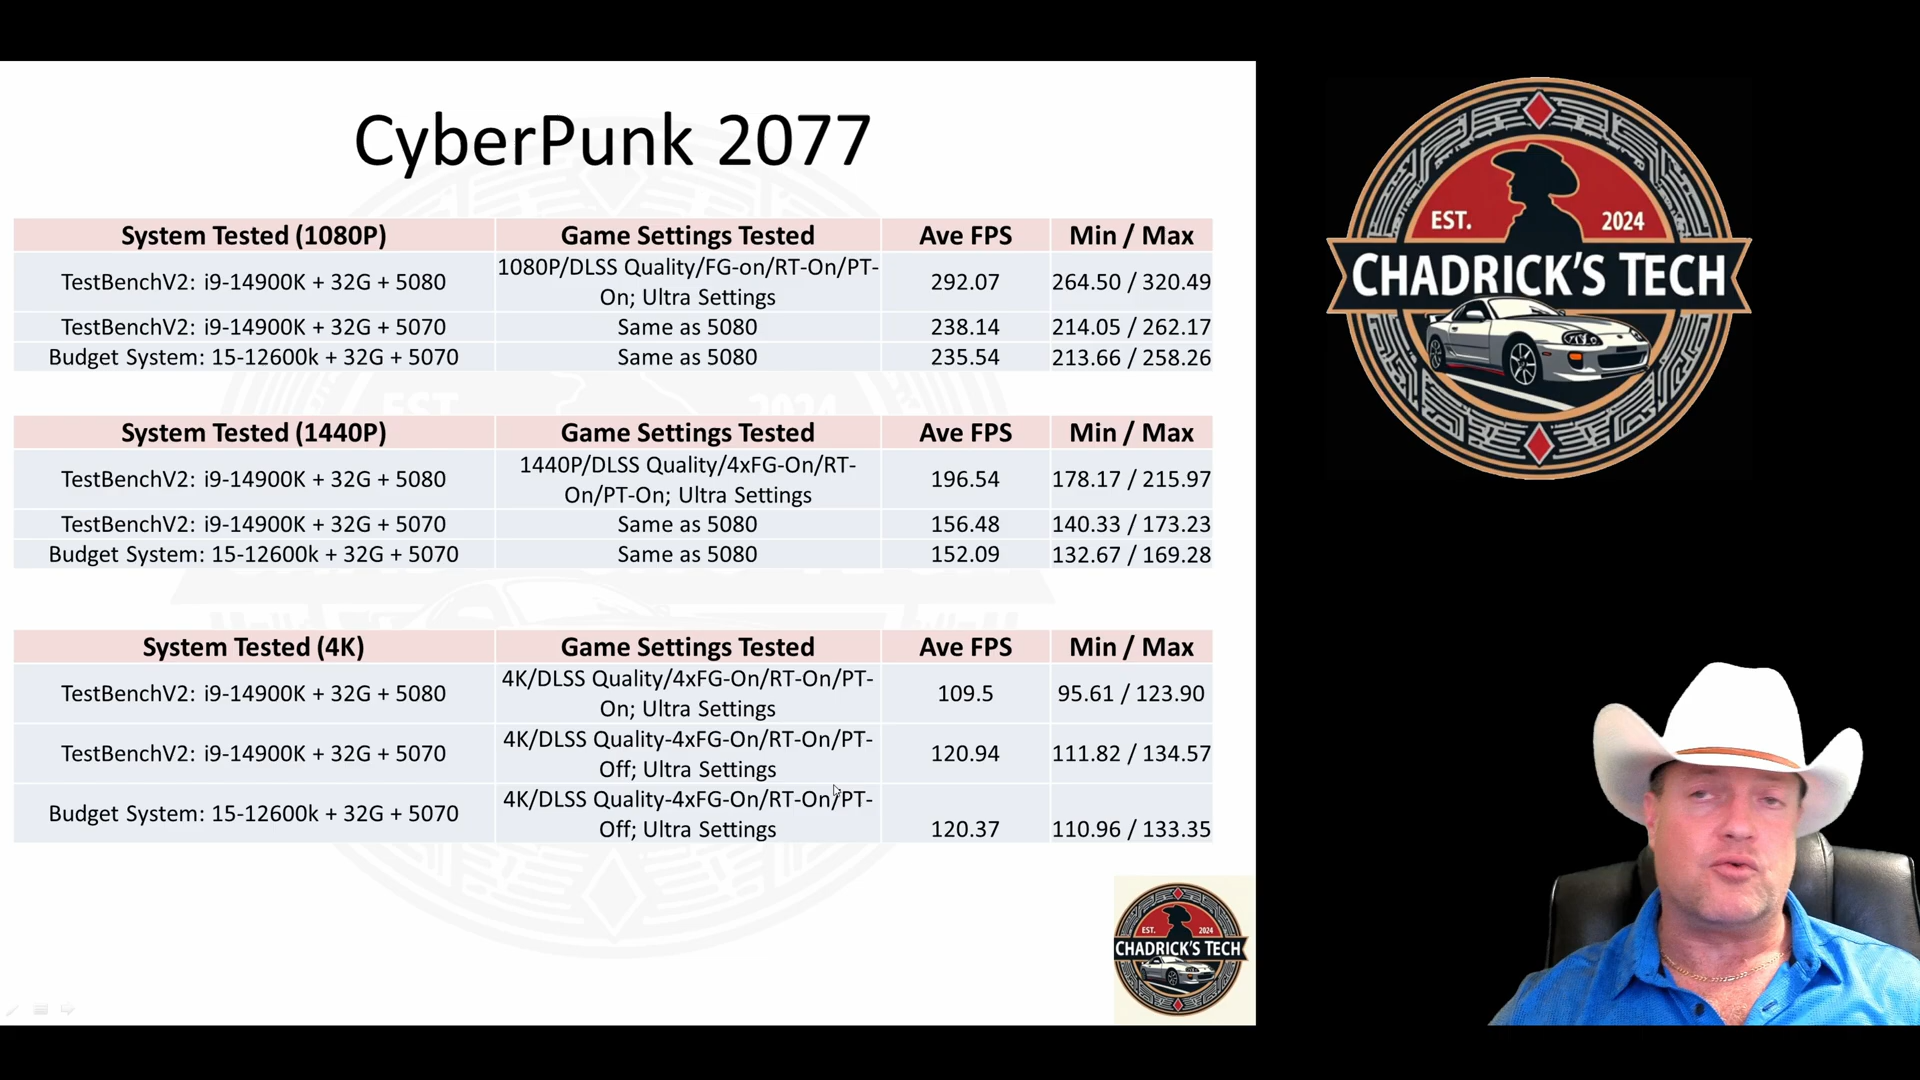 CyberPunk 2077
System Tested (1080P) Game Settings Tested Ave FPS Min / Max
TestBenchV2: i9-14900K + 32G + 5080 1080P/DLSS Quality/FG-on/RT-On/PT-
On; Ultra Settings 292.07 264.50 / 320.49
TestBenchV2: i9-14900K + 32G + 5070 Same as 5080 238.14 214.05 / 262.17
Budget System: 15-12600k + 32G + 5070 Same as 5080 235.54 213.66 / 258.26
System Tested (1440P) Game Settings Tested Ave FPS Min / Max
TestBenchV2: i9-14900K + 32G + 5080 1440P/DLSS Quality/4xFG-On/RT-
On/PT-On; Ultra Settings 196.54 178.17 / 215.97
TestBenchV2: i9-14900K + 32G + 5070 Same as 5080 156.48 140.33 / 173.23
Budget System: 15-12600k + 32G + 5070 Same as 5080 152.09 132.67 / 169.28
System Tested (4K) Game Settings Tested Ave FPS Min / Max
TestBenchV2: i9-14900K + 32G + 5080 4K/DLSS Quality/4xFG-On/RT-On/PT-
On; Ultra Settings 109.5 95.61 / 123.90
TestBenchV2: i9-14900K + 32G + 5070 4K/DLSS Quality-4xFG-On/RT-On/PT-
Off; Ultra Settings 120.94 111.82 / 134.57
Budget System: 15-12600k + 32G + 5070 4K/DLSS Quality-4xFG-On/RT-On/PT-
Off; Ultra Settings 120.37 110.96 / 133.35
EST. 2024
EST. 2024
CHADRICK'S TECH
EST. 2024
CHADRICK'S TECH